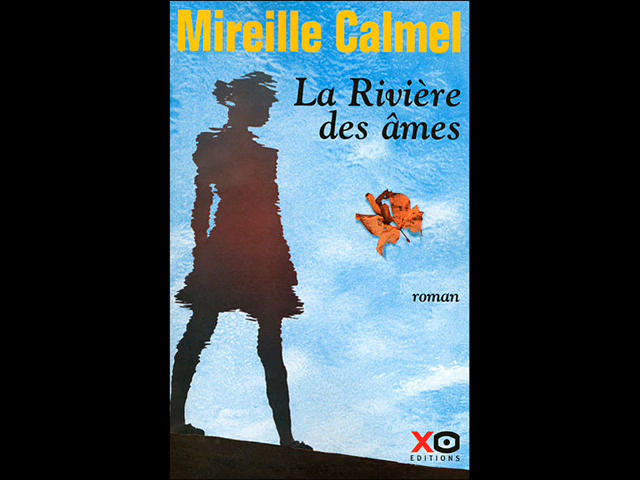 Mireille Calmel
La Rivière
des âmes
roman
XO
EDITIONS